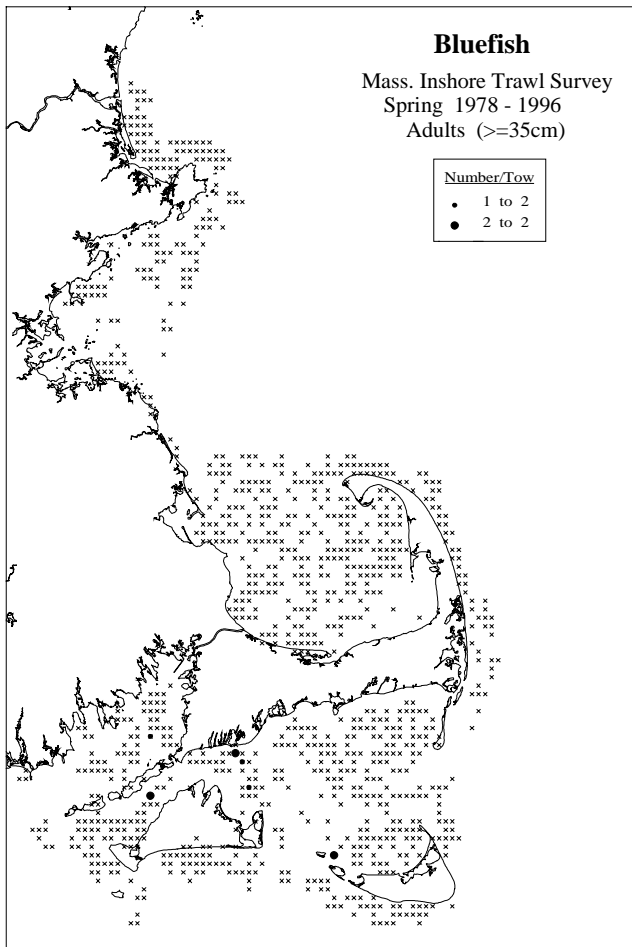 Bluefish
Mass. Inshore Trawl Survey
Spring 1978 - 1996
Adults (>=35cm)
Number/Tow
1 to 2
2 to 2